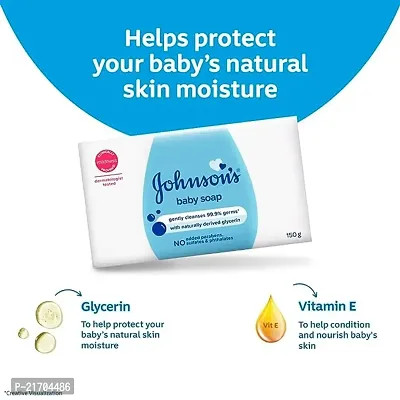 Helps protect
your baby's natural
skin moisture
dermatologist
tested
Johnson's
baby soap
gently cleanses 99.9% germs*
with naturally derived glycerin
NO added parabens,
sulfates & phthalates
150 g
Glycerin
To help protect your
baby's natural skin
moisture
Vit E
Vitamin E
To help condition
and nourish baby's
skin
P-21704486
*Creative Visualization